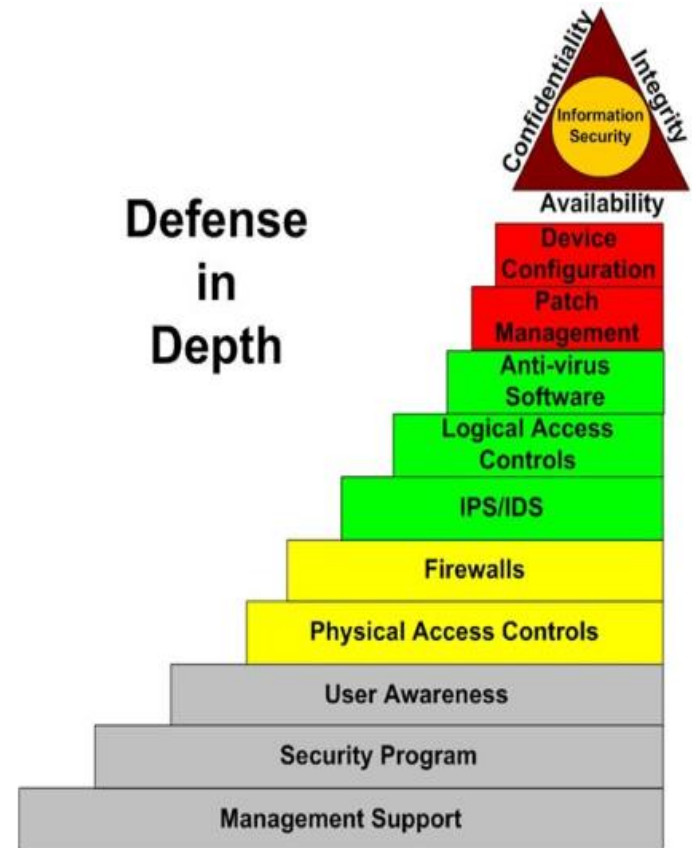 Confidentiality
Integrity
Information
Security
Availability
Defense
in
Depth
Device
Configuration
Patch
Management
Anti-virus
Software
Logical Access
Controls
IPS/IDS
Firewalls
Physical Access Controls
User Awareness
Security Program
Management Support